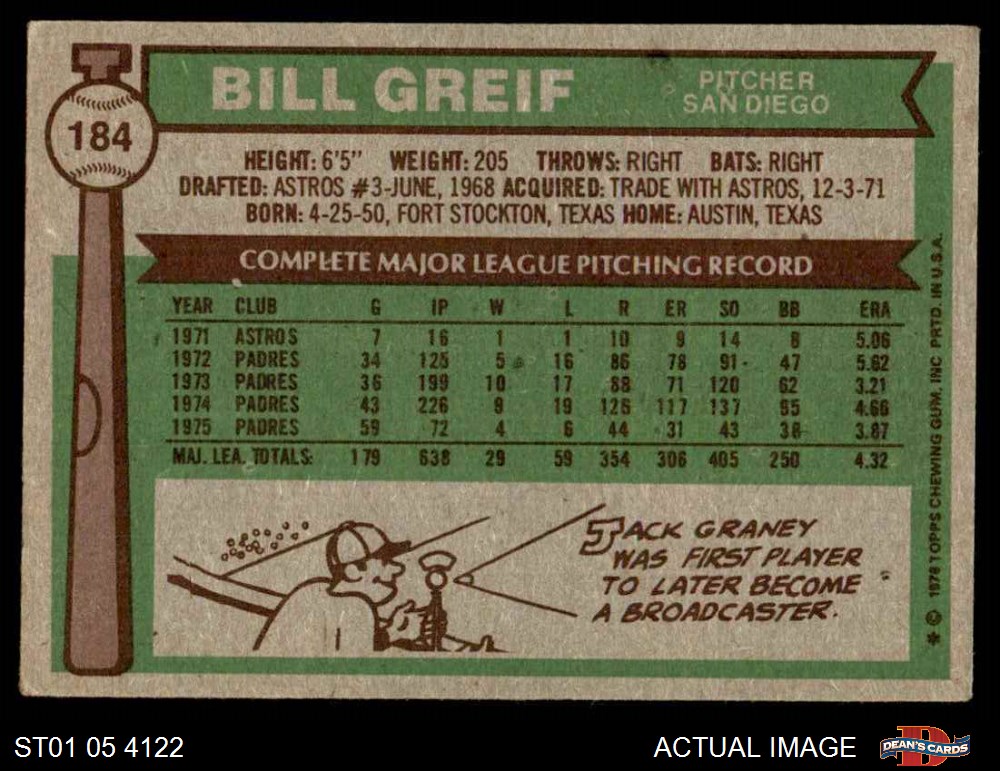 184
BILL GREIF
PITCHER
SAN DIEGO
HEIGHT: 6'5" WEIGHT: 205 THROWS: RIGHT BATS: RIGHT
DRAFTED: ASTROS #3-JUNE, 1968 ACQUIRED: TRADE WITH ASTROS, 12-3-71
BORN: 4-25-50, FORT STOCKTON, TEXAS HOME: AUSTIN, TEXAS
COMPLETE MAJOR LEAGUE PITCHING RECORD
YEAR CLUB G IP W L R ER SO BB ERA
1971 ASTROS 7 16 1 1 10 9 14 8 5.06
1972 PADRES 34 125 5 16 86 78 91 47 5.62
1973 PADRES 36 199 10 17 88 71 120 62 3.21
1974 PADRES 43 226 9 19 126 117 137 95 4.66
1975 PADRES 59 72 4 6 44 31 43 38 3.87
MAJ. LEA. TOTALS: 179 638 29 59 354 306 405 250 4.32
JACK GRANEY
WAS FIRST PLAYER
TO LATER BECOME
A BROADCASTER.
* © 1976 TOPPS CHEWING GUM, INC PRTD. IN U.S.A.
ST01 05 4122
ACTUAL IMAGE
DEAN'S CARDS